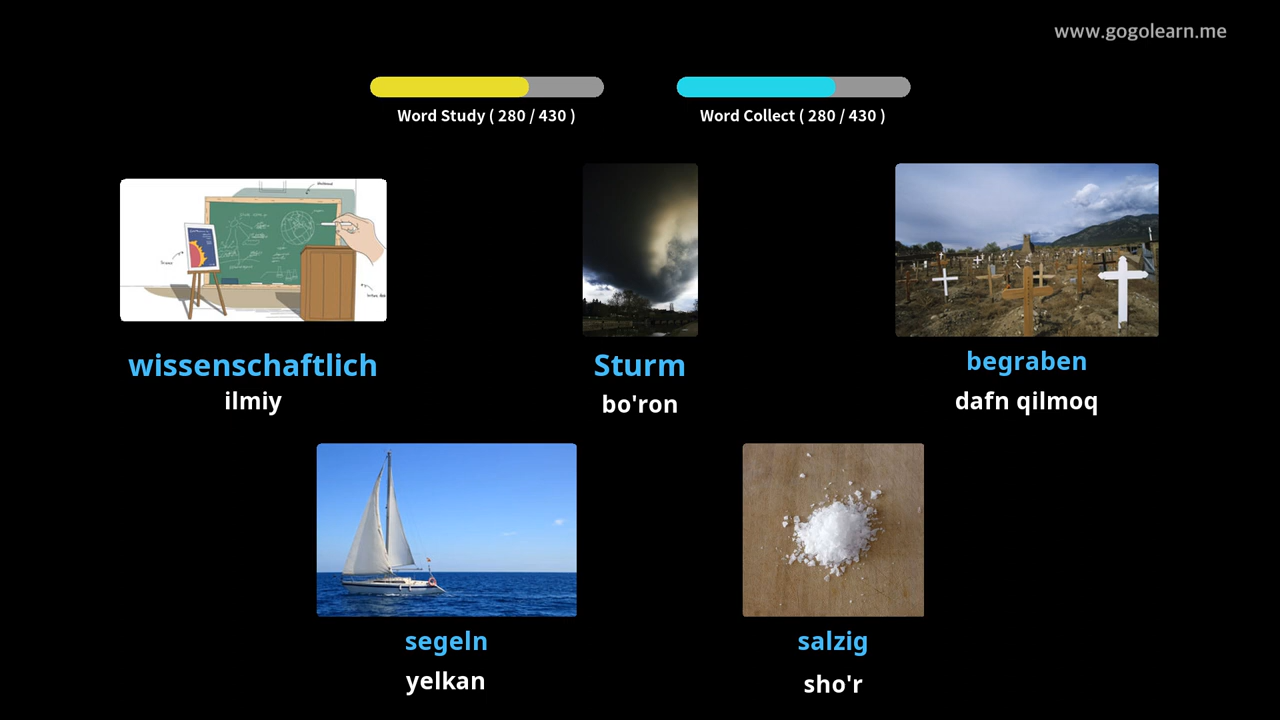 www.gogolearn.me
Word Study ( 280 / 430 )
Word Collect ( 280 / 430 )
wissenschaftlich
ilmiy
Sturm
bo'ron
begraben
dafn qilmoq
segeln
yelkan
salzig
sho'r